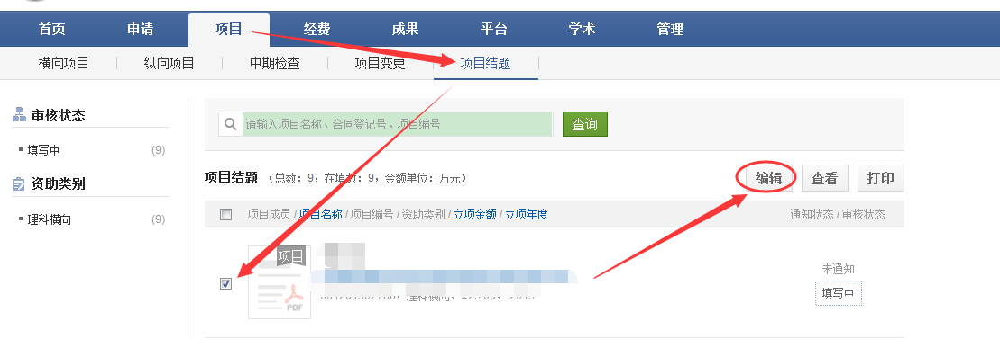 首页 申请 项目 经费 成果 平台 学术 管理
横向项目 纵向项目 中期检查 项目变更 项目结题
审核状态
填写中 (9)
资助类别
理科横向 (9)
请输入项目名称、合同登记号、项目编号 查询
项目结题 (总数：9，在填数：9，金额单位：万元) 编辑 查看 打印
项目成员 / 项目名称 / 项目编号 / 资助类别 / 立项金额 / 立项年度 通知状态 / 审核状态
项目
PDF
理科横向
未通知
填写中